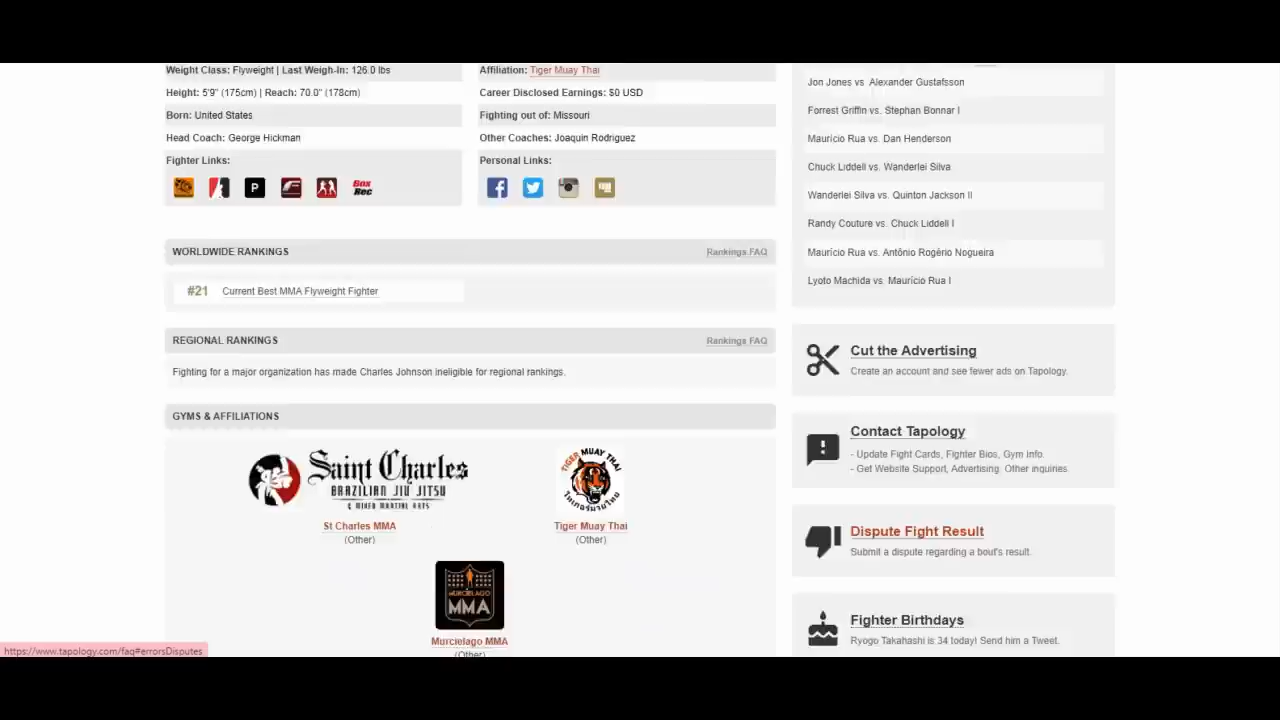 Weight Class: Flyweight | Last Weigh-In: 126.0 lbs
Height: 5'9" (175cm) | Reach: 70.0" (178cm)
Born: United States
Head Coach: George Hickman
Fighter Links:
P
Box
Rec
Affiliation: Tiger Muay Thai
Career Disclosed Earnings: $0 USD
Fighting out of: Missouri
Other Coaches: Joaquin Rodriguez
Personal Links:
WORLDWIDE RANKINGS
Rankings FAQ
#21 Current Best MMA Flyweight Fighter
REGIONAL RANKINGS
Rankings FAQ
Fighting for a major organization has made Charles Johnson ineligible for regional rankings.
GYMS & AFFILIATIONS
Saint Charles
BRAZILIAN JIU JITSU
& MIXED MARTIAL ARTS
St Charles MMA
(Other)
TIGER MUAY THAI
Tiger Muay Thai
(Other)
MURCIELAGO
MMA
Murcielago MMA
(Other)
Jon Jones vs. Alexander Gustafsson
Forrest Griffin vs. Stephan Bonnar I
Maurício Rua vs. Dan Henderson
Chuck Liddell vs. Wanderlei Silva
Wanderlei Silva vs. Quinton Jackson II
Randy Couture vs. Chuck Liddell I
Maurício Rua vs. Antônio Rogério Nogueira
Lyoto Machida vs. Maurício Rua I
Cut the Advertising
Create an account and see fewer ads on Tapology.
Contact Tapology
- Update Fight Cards, Fighter Bios, Gym Info.
- Get Website Support, Advertising. Other inquiries.
Dispute Fight Result
Submit a dispute regarding a bout's result.
Fighter Birthdays
Ryogo Takahashi is 34 today! Send him a Tweet.
https://www.tapology.com/faq#errorsDisputes